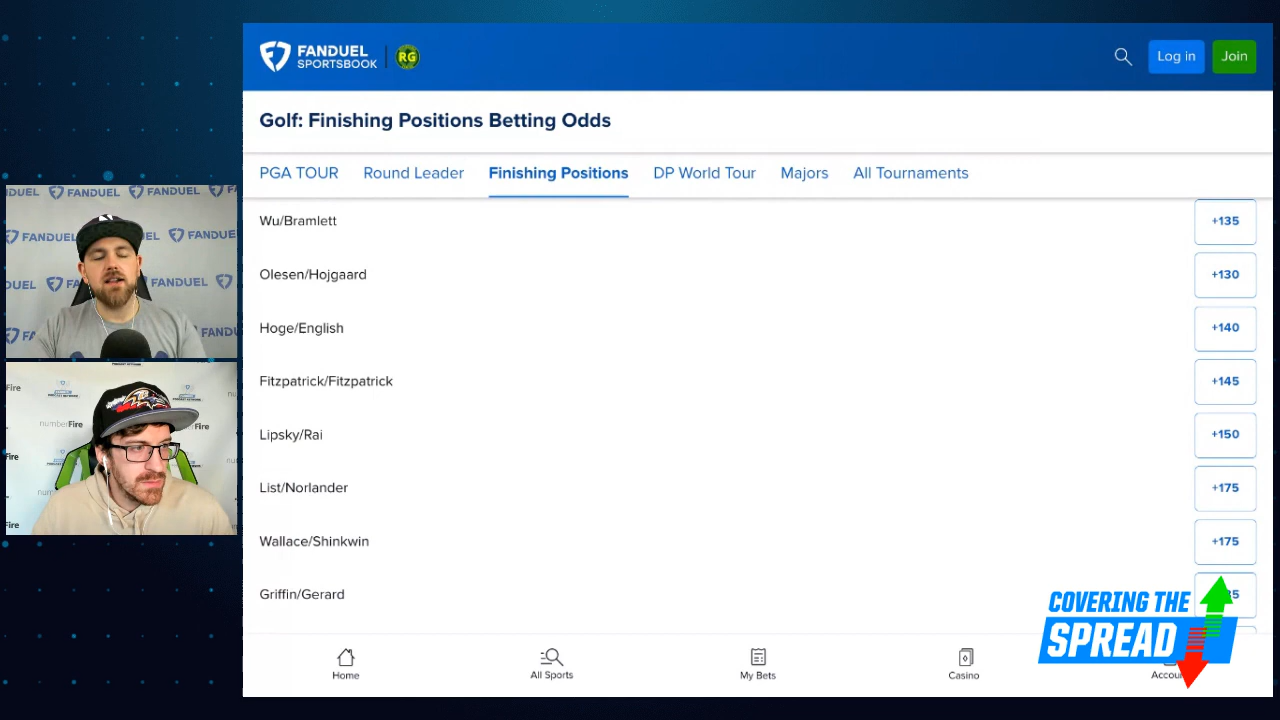 FANDUEL
SPORTSBOOK
RG
Log in
Join
Golf: Finishing Positions Betting Odds
PGA TOUR
Round Leader
Finishing Positions
DP World Tour
Majors
All Tournaments
Wu/Bramlett
+135
Olesen/Hojgaard
+130
Hoge/English
+140
Fitzpatrick/Fitzpatrick
+145
Lipsky/Rai
+150
List/Norlander
+175
Wallace/Shinkwin
+175
Griffin/Gerard
COVERING THE
SPREAD
Home
All Sports
My Bets
Casino
FANDUEL
FANDUEL
FANDUEL
FANDUEL
numberFire